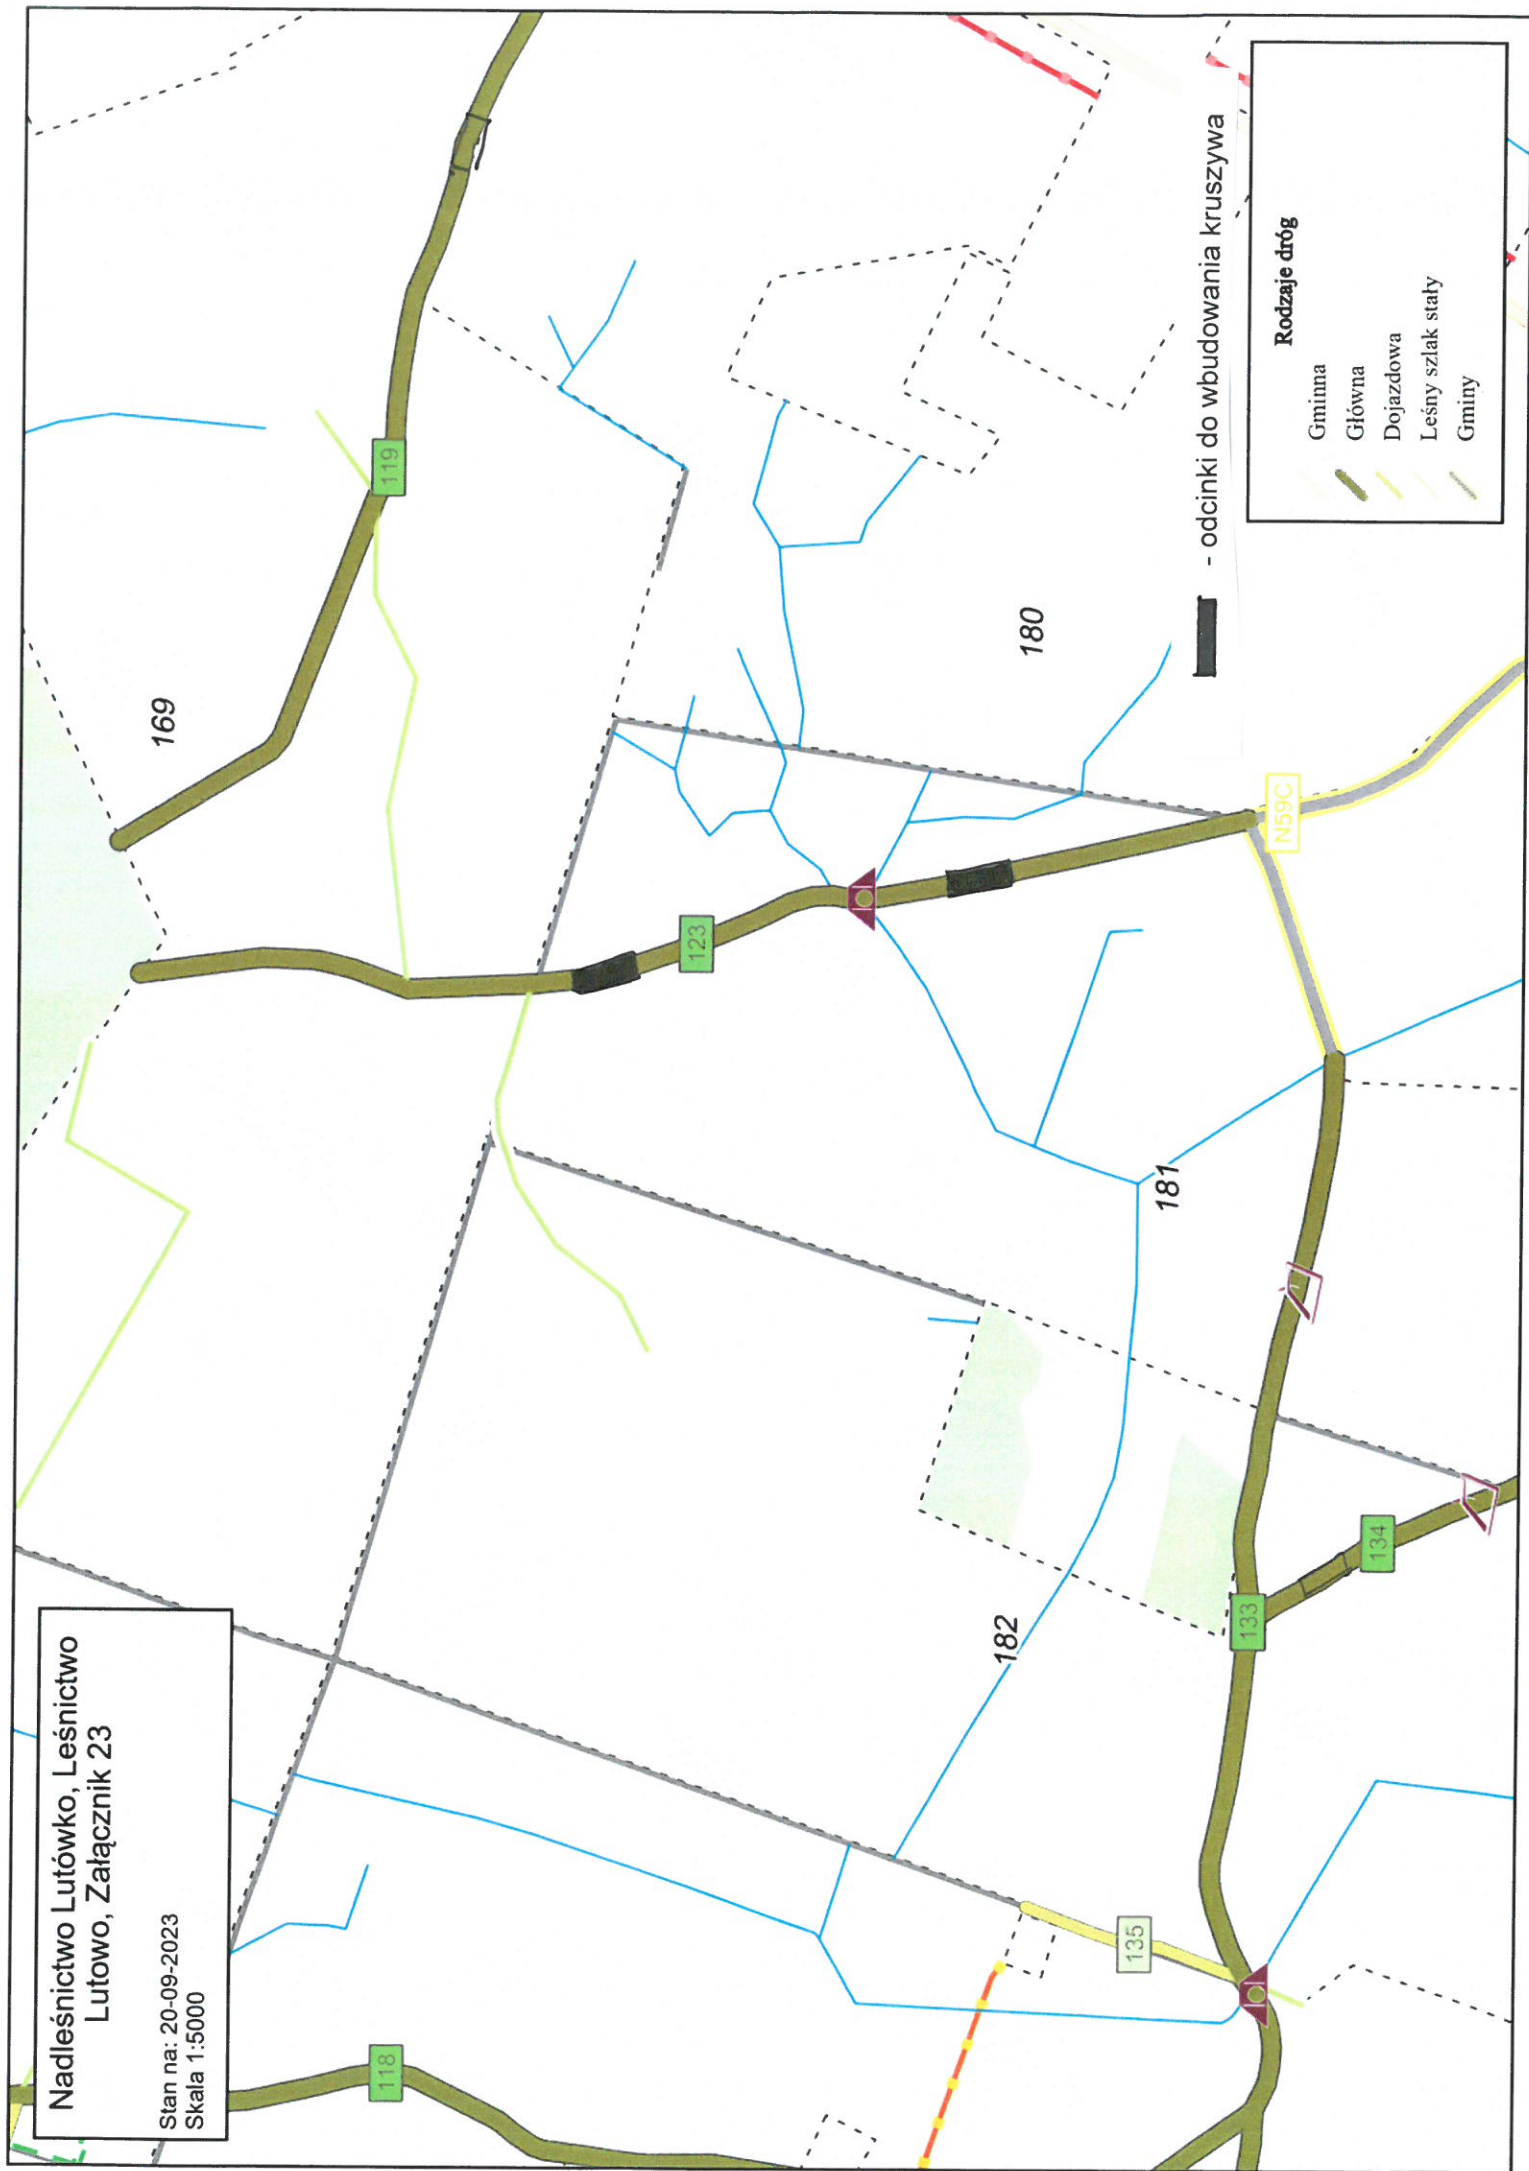 Nadleśnictwo Lutówko, Leśnictwo
Lutowo, Załącznik 23
Stan na: 20-09-2023
Skala 1:5000
118
119
123
133
134
135
N59C
169
180
181
182
- odcinki do wbudowania kruszywa
Rodzaje dróg
Gminna
Główna
Dojazdowa
Leśny szlak stały
Gminy